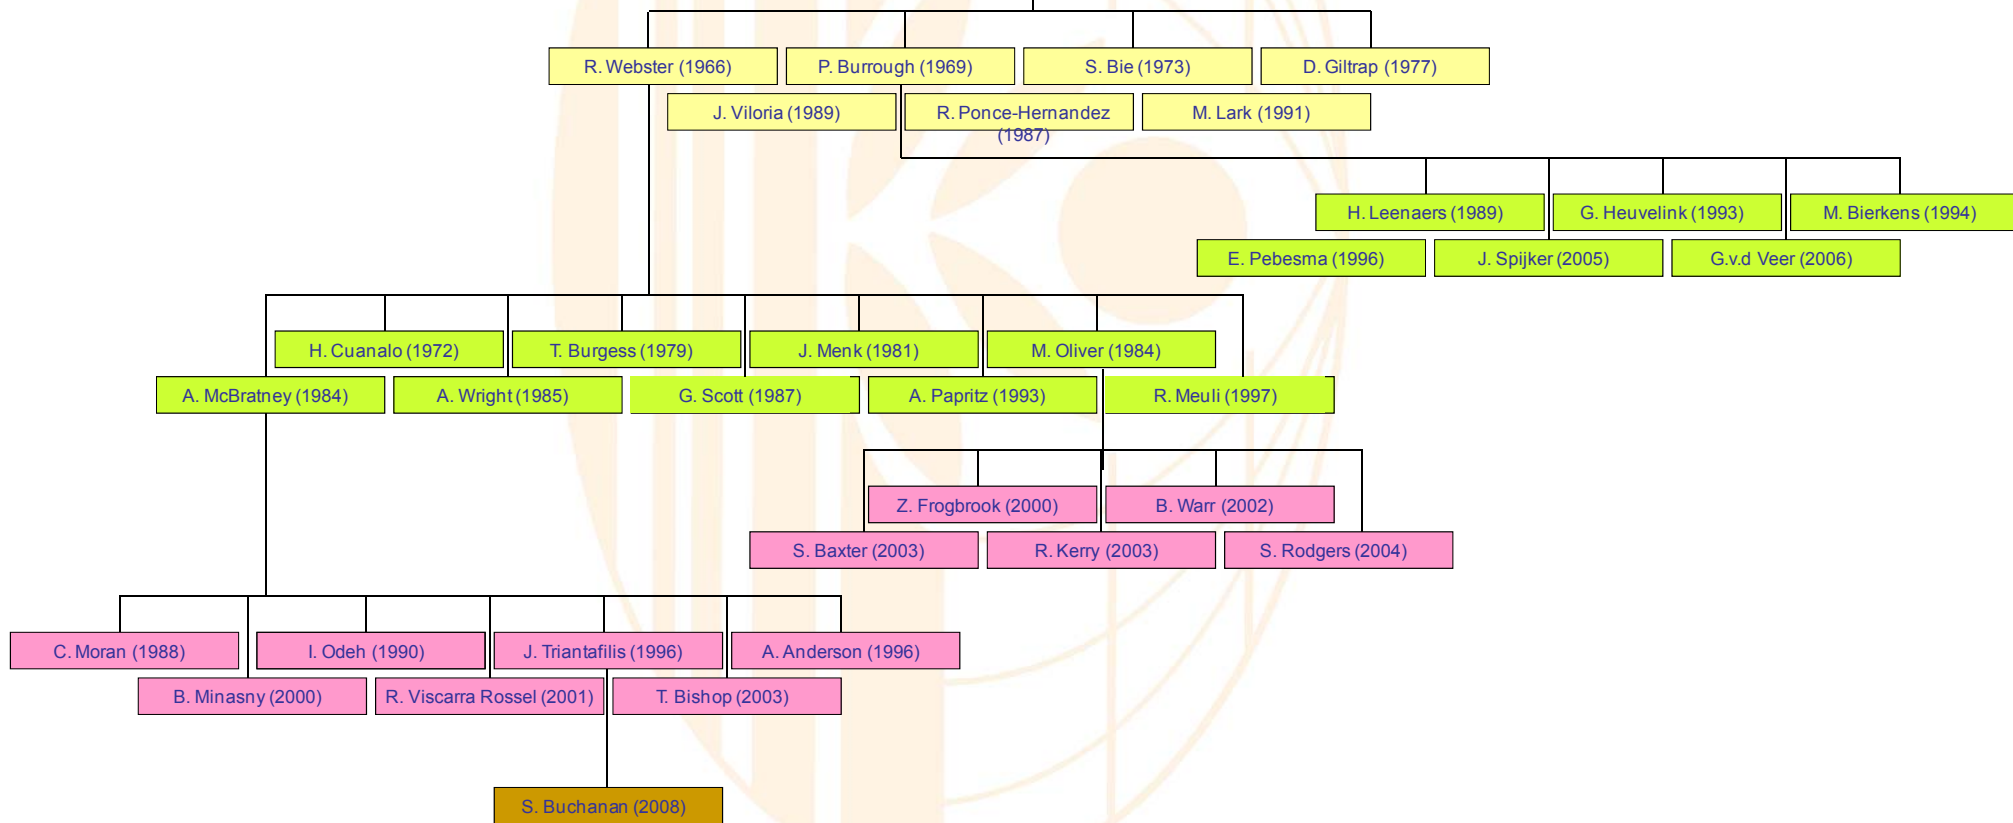 R. Webster (1966)
P. Burrough (1969)
S. Bie (1973)
D. Giltrap (1977)
J. Viloria (1989)
R. Ponce-Hernandez
(1987)
M. Lark (1991)
H. Leenaers (1989)
G. Heuvelink (1993)
M. Bierkens (1994)
E. Pebesma (1996)
J. Spijker (2005)
G.v.d Veer (2006)
H. Cuanalo (1972)
T. Burgess (1979)
J. Menk (1981)
M. Oliver (1984)
A. McBratney (1984)
A. Wright (1985)
G. Scott (1987)
A. Papritz (1993)
R. Meuli (1997)
Z. Frogbrook (2000)
B. Warr (2002)
S. Baxter (2003)
R. Kerry (2003)
S. Rodgers (2004)
C. Moran (1988)
I. Odeh (1990)
J. Triantafilis (1996)
A. Anderson (1996)
B. Minasny (2000)
R. Viscarra Rossel (2001)
T. Bishop (2003)
S. Buchanan (2008)